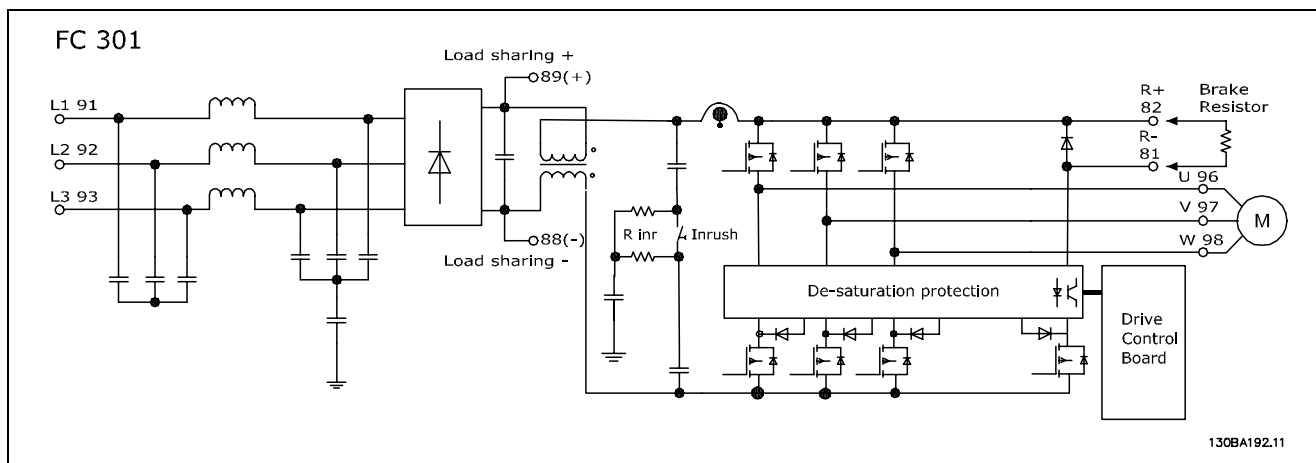 FC 301
Load sharing +
89(+)
L1 91
L2 92
L3 93
R inr
Inrush
88(-)
Load sharing -
R+
82
Brake
Resistor
R-
81
U 96
V 97
W 98
M
De-saturation protection
Drive
Control
Board
130BA192.11